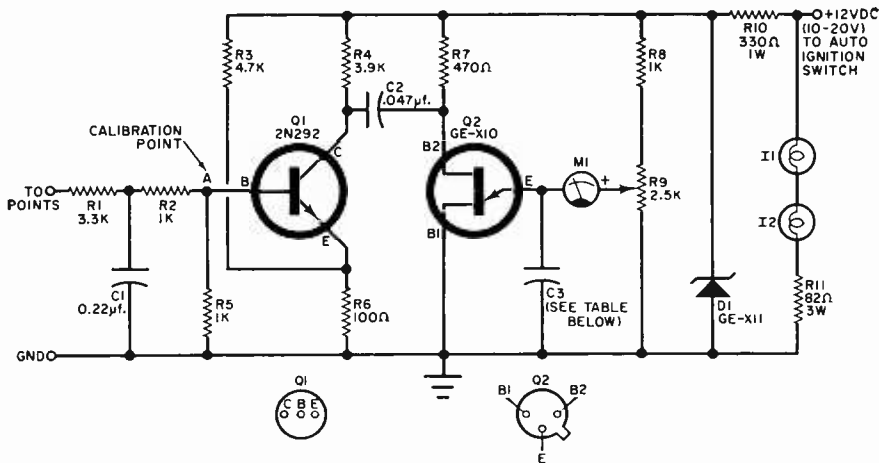 +12VDC
(10-20V)
TO AUTO
IGNITION
SWITCH
R10
330Ω
1W
R3
4.7K
R4
3.9K
R7
470Ω
R8
1K
C2
.047µf.
Q1
2N292
Q2
GE-X10
CALIBRATION
POINT
A
B
C
E
B2
B1
E
M1
+
R9
2.5K
I1
I2
TO
POINTS
R1
3.3K
R2
1K
C1
0.22µf.
R5
1K
R6
100Ω
C3
(SEE TABLE
BELOW)
D1
GE-X11
R11
82Ω
3W
GND
Q1
C B E
Q2
B1
B2
E